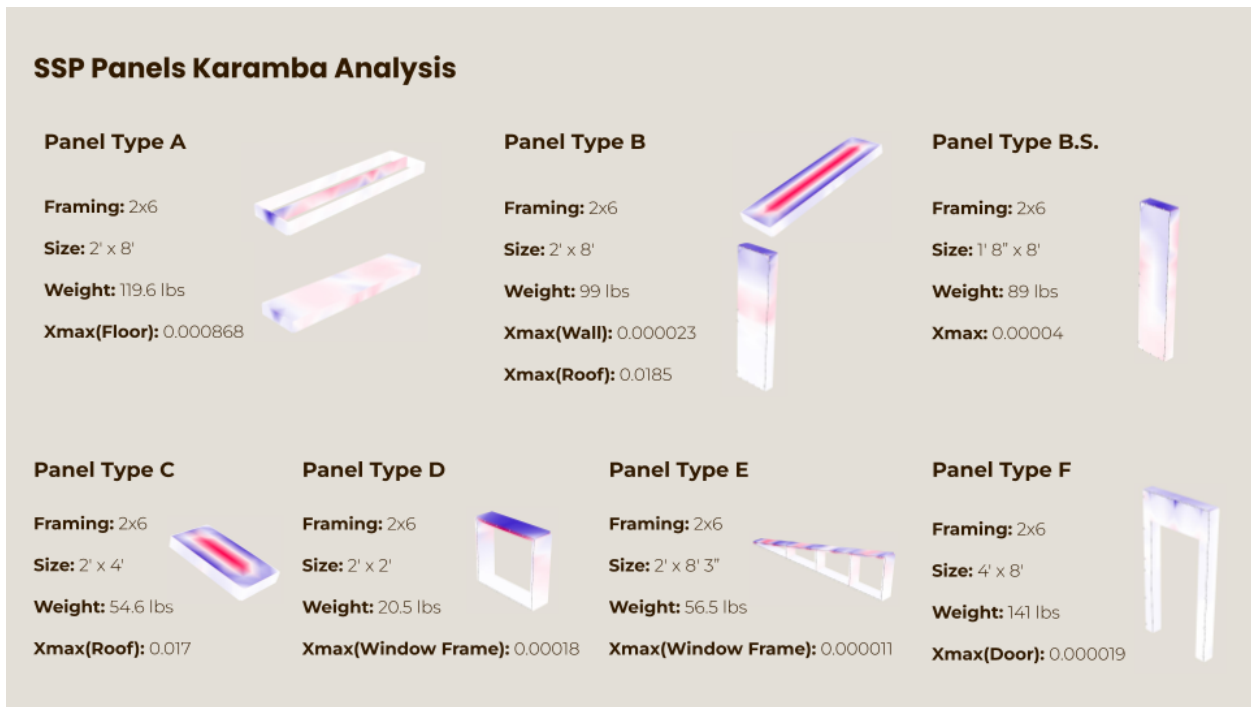 SSP Panels Karamba Analysis
Panel Type A
Framing: 2x6
Size: 2' x 8'
Weight: 119.6 lbs
Xmax(Floor): 0.000868
Panel Type B
Framing: 2x6
Size: 2' x 8'
Weight: 99 lbs
Xmax(Wall): 0.000023
Xmax(Roof): 0.0185
Panel Type B.S.
Framing: 2x6
Size: 1' 8” x 8'
Weight: 89 lbs
Xmax: 0.00004
Panel Type C
Framing: 2x6
Size: 2' x 4'
Weight: 54.6 lbs
Xmax(Roof): 0.017
Panel Type D
Framing: 2x6
Size: 2' x 2'
Weight: 20.5 lbs
Xmax(Window Frame): 0.00018
Panel Type E
Framing: 2x6
Size: 2' x 8' 3”
Weight: 56.5 lbs
Xmax(Window Frame): 0.000011
Panel Type F
Framing: 2x6
Size: 4' x 8'
Weight: 141 lbs
Xmax(Door): 0.000019